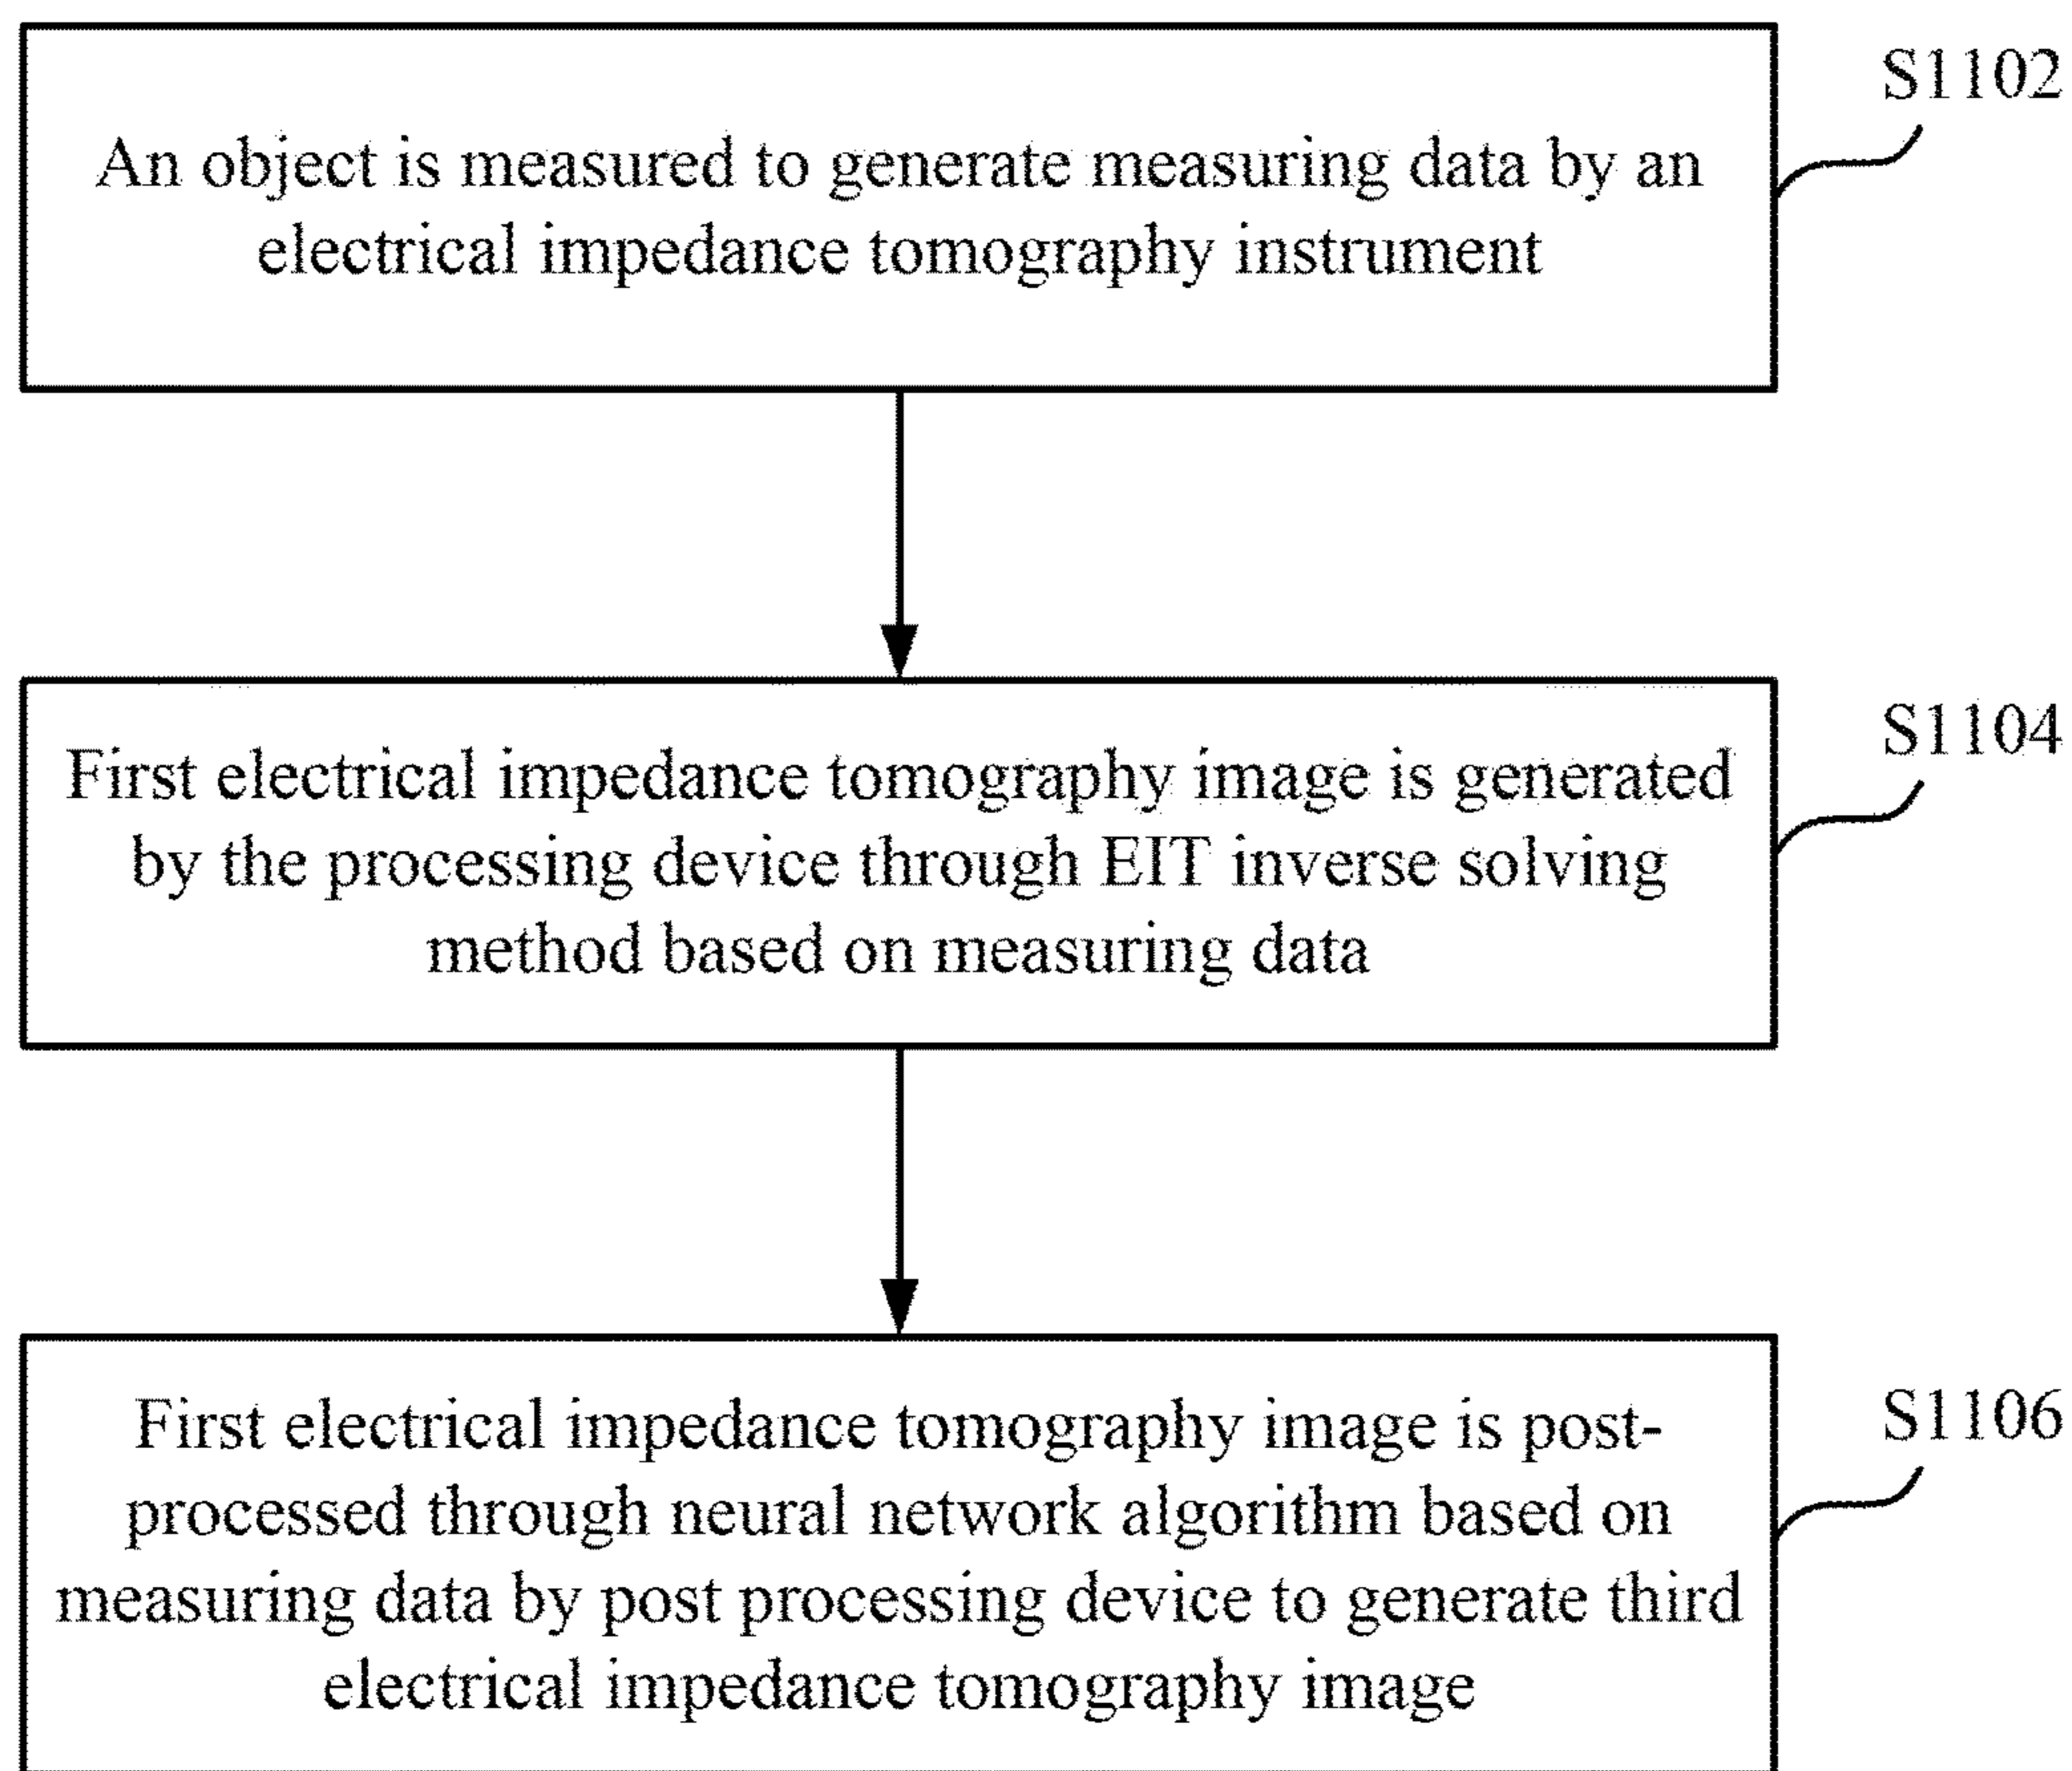 S1102
An object is measured to generate measuring data by an
electrical impedance tomography instrument
S1104
First electrical impedance tomography image is generated
by the processing device through EIT inverse solving
method based on measuring data
S1106
First electrical impedance tomography image is post-
processed through neural network algorithm based on
measuring data by post processing device to generate third
electrical impedance tomography image